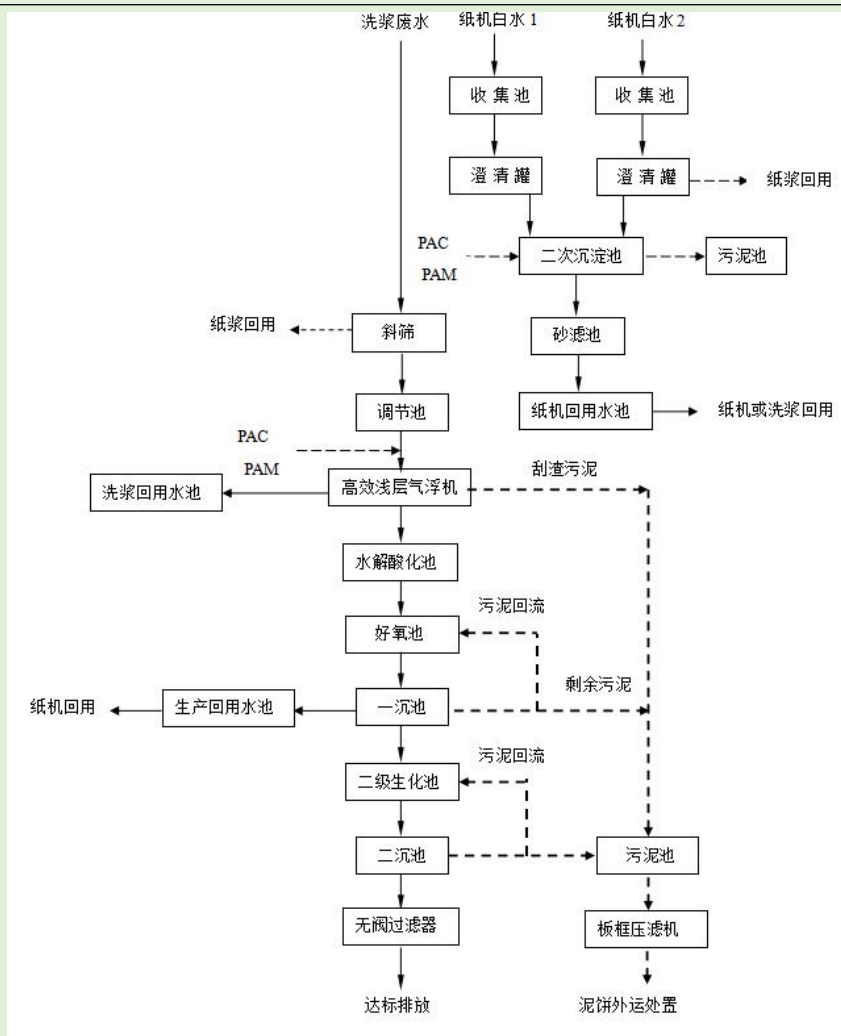 洗浆废水
纸机白水 1
纸机白水 2
收 集 池
收 集 池
澄 清 罐
澄 清 罐
纸浆回用
PAC
PAM
二次沉淀池
污泥池
纸浆回用
斜筛
砂滤池
调节池
纸机回用水池
纸机或洗浆回用
PAC
PAM
刮渣污泥
洗浆回用水池
高效浅层气浮机
水解酸化池
污泥回流
好氧池
剩余污泥
纸机回用
生产回用水池
一沉池
污泥回流
二级生化池
二沉池
污泥池
无阀过滤器
板框压滤机
达标排放
泥饼外运处置